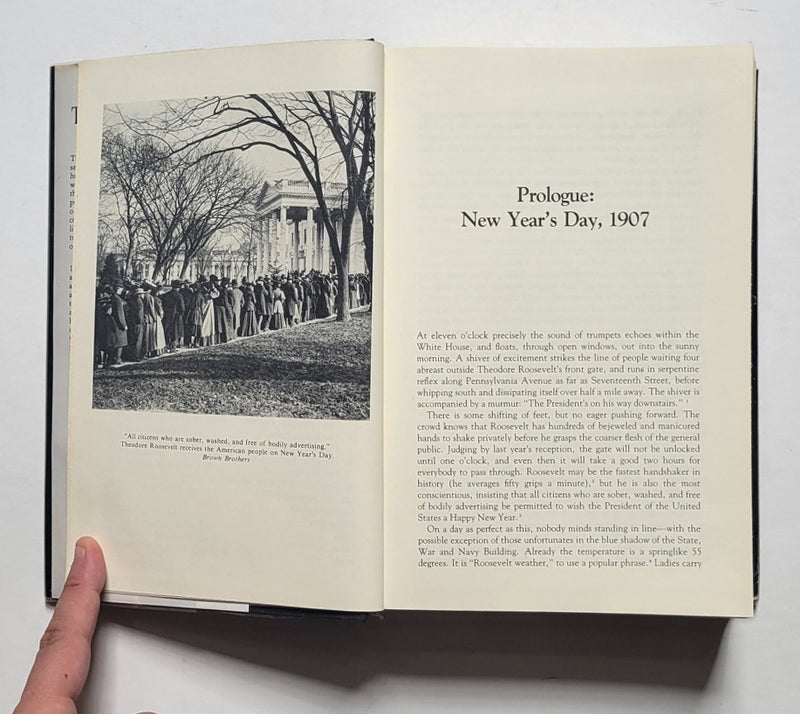 "All citizens who are sober, washed, and free of bodily advertising."
Theodore Roosevelt receives the American people on New Year's Day.
Brown Brothers
Prologue:
New Year's Day, 1907
At eleven o'clock precisely the sound of trumpets echoes within the
White House, and floats, through open windows, out into the sunny
morning. A shiver of excitement strikes the line of people waiting four
abreast outside Theodore Roosevelt's front gate, and runs in serpentine
reflex along Pennsylvania Avenue as far as Seventeenth Street, before
whipping south and dissipating itself over half a mile away. The shiver is
accompanied by a murmur: "The President's on his way downstairs." 1
There is some shifting of feet, but no eager pushing forward. The
crowd knows that Roosevelt has hundreds of bejeweled and manicured
hands to shake privately before he grasps the coarser flesh of the general
public. Judging by last year's reception, the gate will not be unlocked
until one o'clock, and even then it will take a good two hours for
everybody to pass through. Roosevelt may be the fastest handshaker in
history (he averages fifty grips a minute),2 but he is also the most
conscientious, insisting that all citizens who are sober, washed, and free
of bodily advertising be permitted to wish the President of the United
States a Happy New Year.3
On a day as perfect as this, nobody minds standing in line—with the
possible exception of those unfortunates in the blue shadow of the State,
War and Navy Building. Already the temperature is a springlike 55
degrees. It is "Roosevelt weather," to use a popular phrase.4 Ladies carry